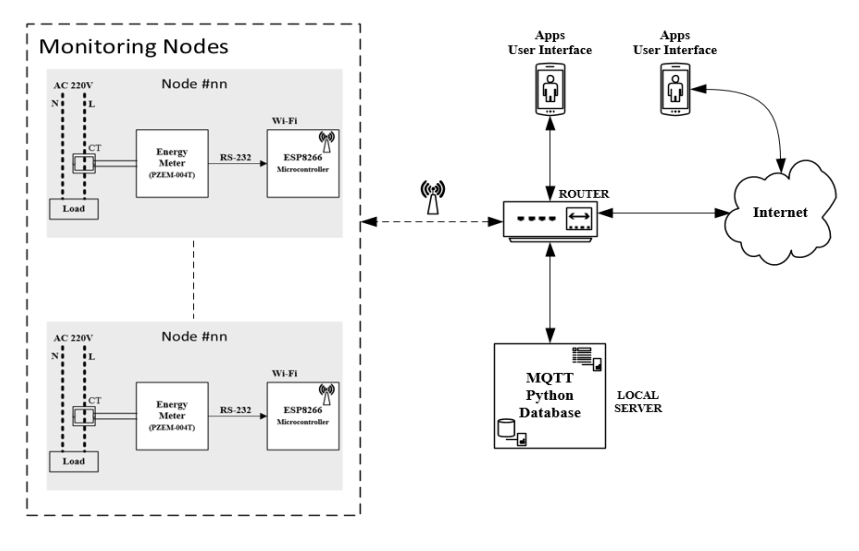 Monitoring Nodes
Node #nn
AC 220V
N
L
CT
Load
Energy
Meter
(PZEM-004T)
RS-232
Wi-Fi
ESP8266
Microcontroller
Node #nn
AC 220V
N
L
CT
Load
Energy
Meter
(PZEM-004T)
RS-232
Wi-Fi
ESP8266
Microcontroller
Apps
User Interface
Apps
User Interface
ROUTER
Internet
MQTT
Python
Database
LOCAL
SERVER